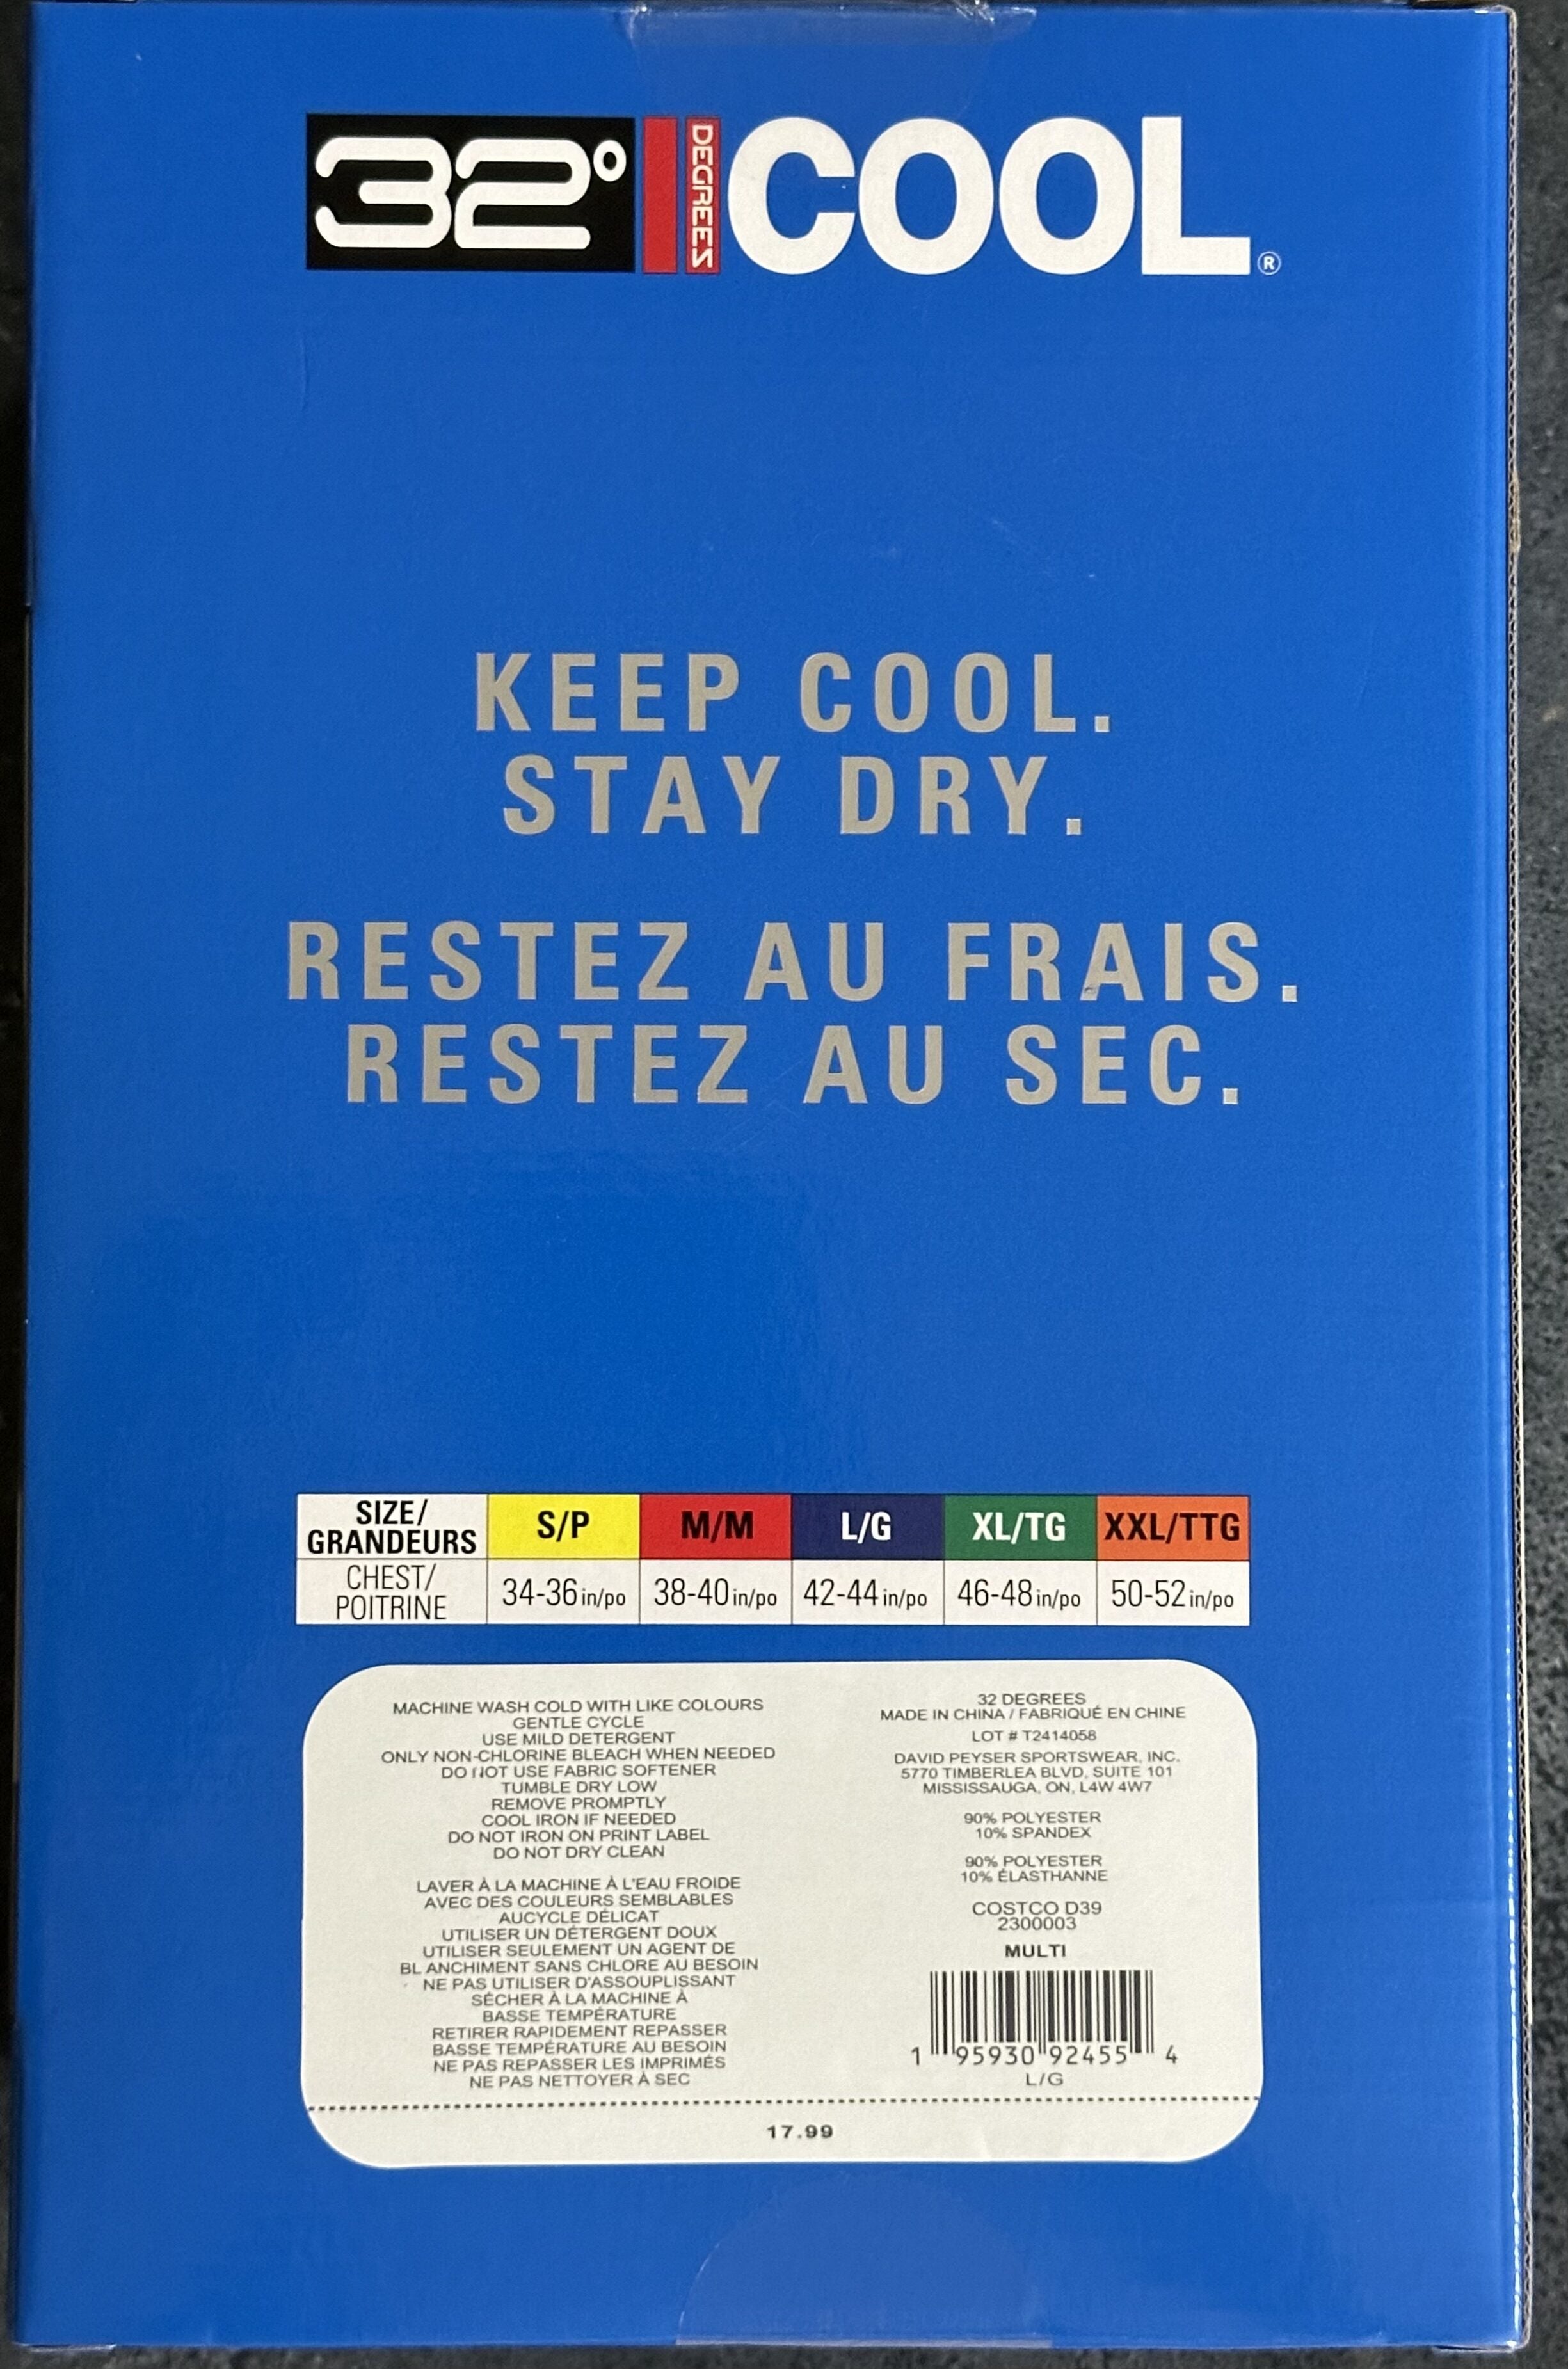 32° DEGREES COOL®
KEEP COOL.
STAY DRY.
RESTEZ AU FRAIS.
RESTEZ AU SEC.
SIZE/ GRANDEURS S/P M/M L/G XL/TG XXL/TTG
CHEST/ POITRINE 34-36 in/po 38-40 in/po 42-44 in/po 46-48 in/po 50-52 in/po
MACHINE WASH COLD WITH LIKE COLOURS
GENTLE CYCLE
USE MILD DETERGENT
ONLY NON-CHLORINE BLEACH WHEN NEEDED
DO NOT USE FABRIC SOFTENER
TUMBLE DRY LOW
REMOVE PROMPTLY
COOL IRON IF NEEDED
DO NOT IRON ON PRINT LABEL
DO NOT DRY CLEAN
LAVER À LA MACHINE À L'EAU FROIDE
AVEC DES COULEURS SEMBLABLES
AUCYCLE DÉLICAT
UTILISER UN DÉTERGENT DOUX
UTILISER SEULEMENT UN AGENT DE
BL ANCHIMENT SANS CHLORE AU BESOIN
NE PAS UTILISER D'ASSOUPLISSANT
SÉCHER À LA MACHINE À
BASSE TEMPÉRATURE
RETIRER RAPIDEMENT REPASSER
BASSE TEMPÉRATURE AU BESOIN
NE PAS REPASSER LES IMPRIMÉS
NE PAS NETTOYER À SEC
32 DEGREES
MADE IN CHINA / FABRIQUÉ EN CHINE
LOT # T2414058
DAVID PEYSER SPORTSWEAR, INC.
5770 TIMBERLEA BLVD, SUITE 101
MISSISSAUGA, ON, L4W 4W7
90% POLYESTER
10% SPANDEX
90% POLYESTER
10% ÉLASTHANNE
COSTCO D39
2300003
MULTI
1 95930 92455 4
L/G
17.99